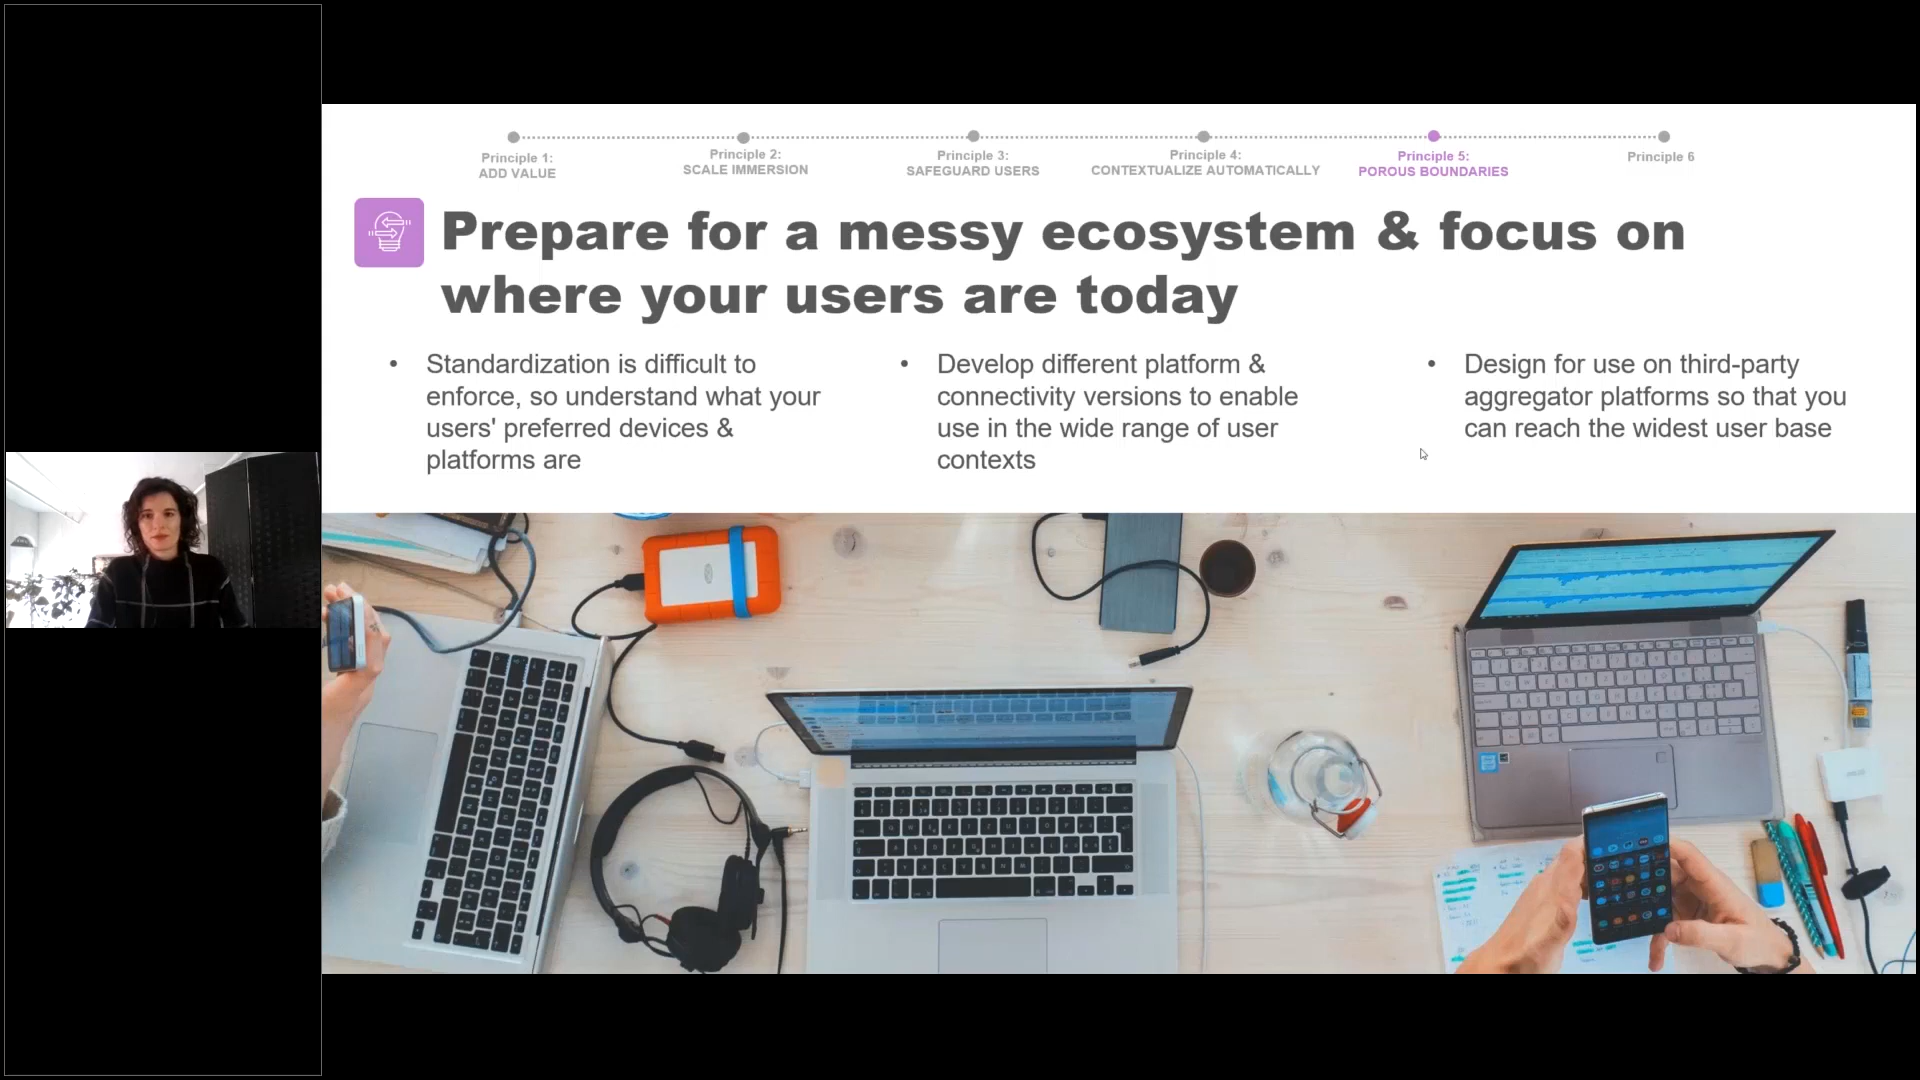 Principle 1:
ADD VALUE
Principle 2:
SCALE IMMERSION
Principle 3:
SAFEGUARD USERS
Principle 4:
CONTEXTUALIZE AUTOMATICALLY
Principle 5:
POROUS BOUNDARIES
Principle 6
Prepare for a messy ecosystem & focus on
where your users are today
• Standardization is difficult to
enforce, so understand what your
users' preferred devices &
platforms are
• Develop different platform &
connectivity versions to enable
use in the wide range of user
contexts
• Design for use on third-party
aggregator platforms so that you
can reach the widest user base